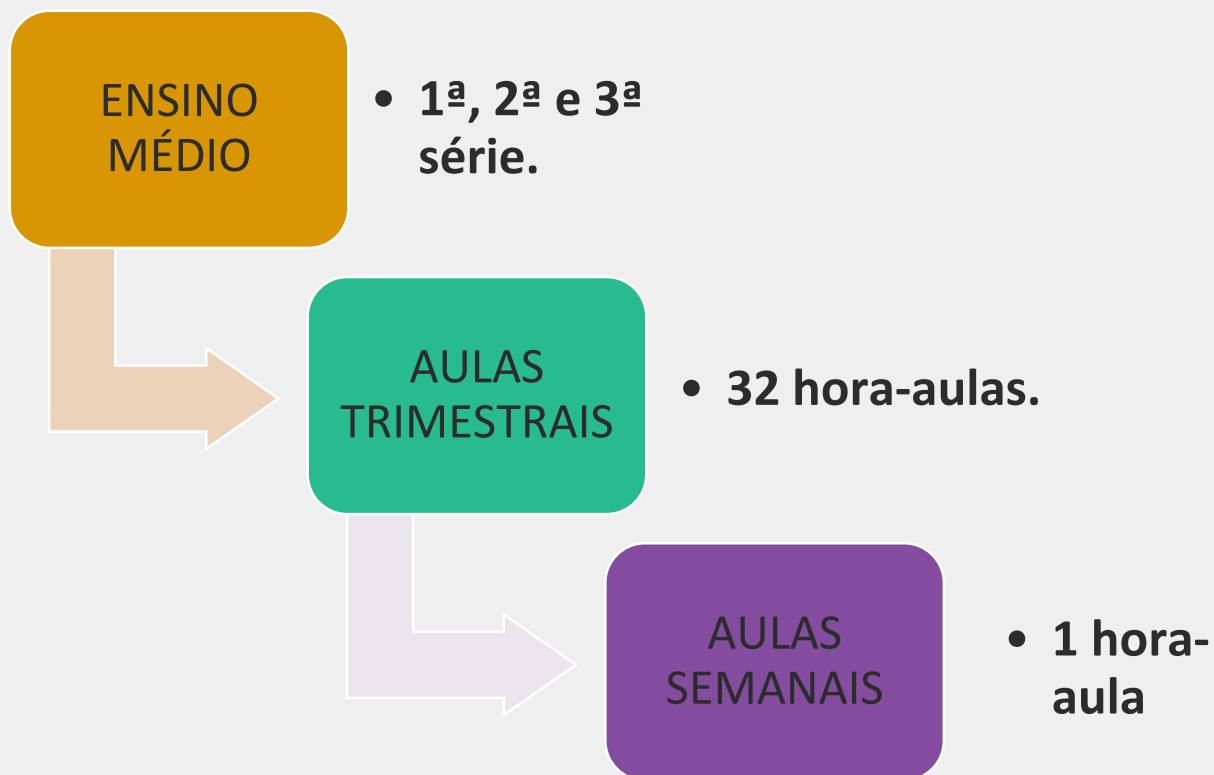 ENSINO
MÉDIO
• 1ª, 2ª e 3ª
série.
AULAS
TRIMESTRAIS
• 32 hora-aulas.
AULAS
SEMANAIS
• 1 hora-
aula